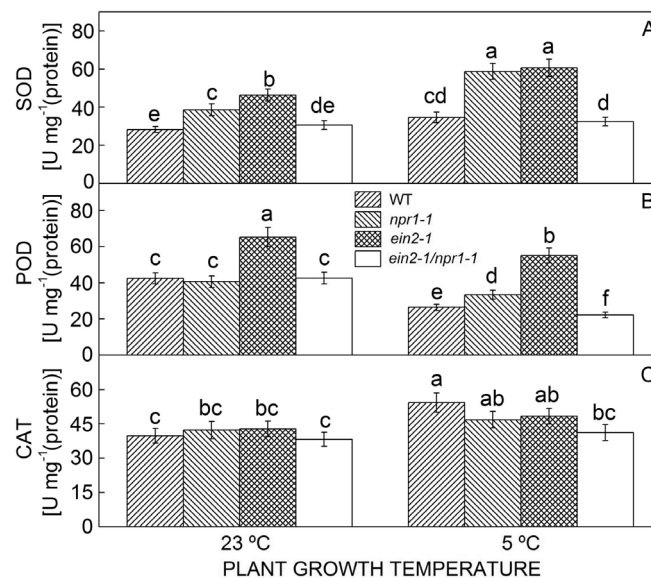 A
SOD
[U mg⁻¹(protein)]
80
60
40
20
0
e
c
b
de
cd
a
a
d
B
POD
[U mg⁻¹(protein)]
80
60
40
20
0
WT
npr1-1
ein2-1
ein2-1/npr1-1
c
c
a
c
e
d
b
f
C
CAT
[U mg⁻¹(protein)]
60
45
30
15
0
c
bc
bc
c
a
ab
ab
bc
23 ºC
5 ºC
PLANT GROWTH TEMPERATURE